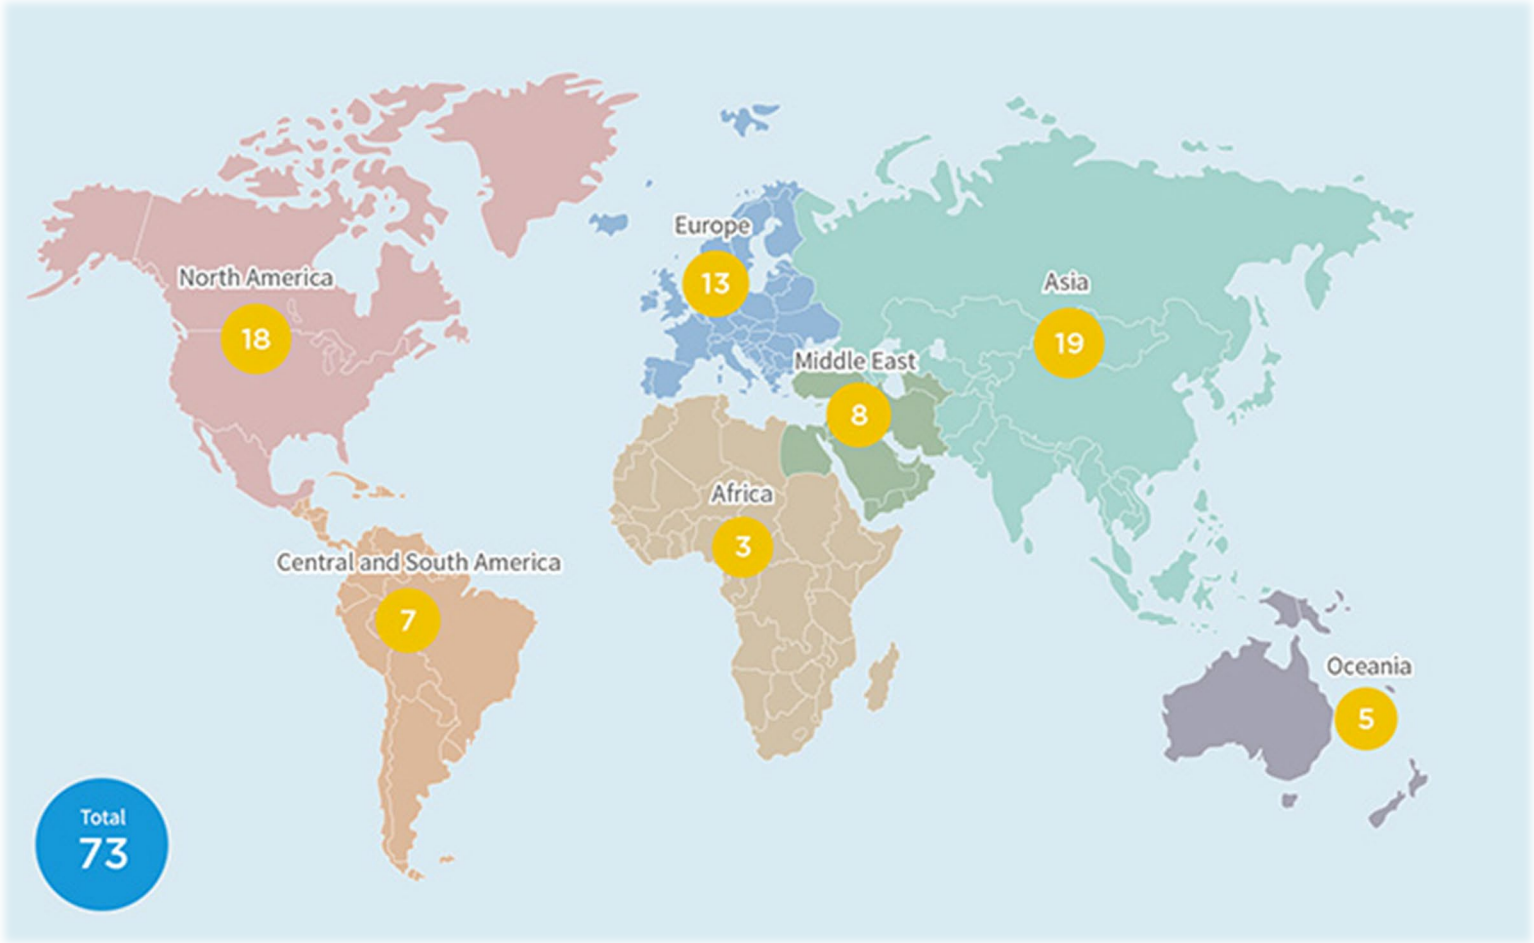 Europe
13
North America
18
Asia
19
Middle East
8
Africa
3
Central and South America
7
Oceania
5
Total
73